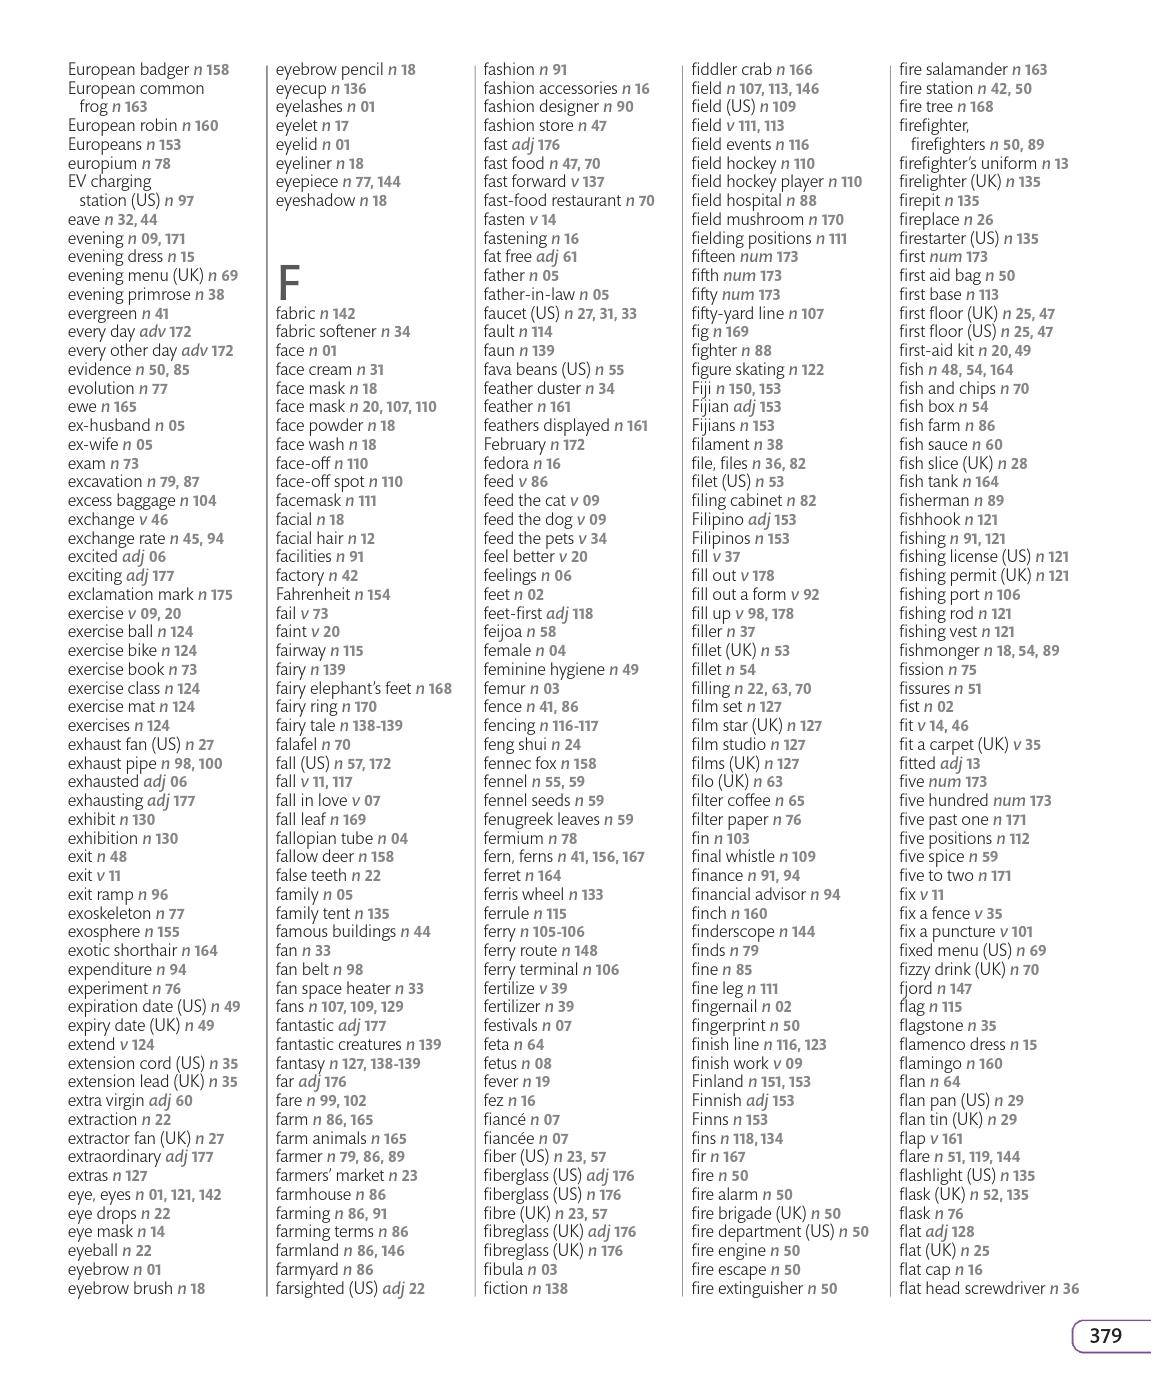 European badger n 158
European common
frog n 163
European robin n 160
Europeans n 153
europium n 78
EV charging
station (US) n 97
eave n 32, 44
evening n 09, 171
evening dress n 15
evening menu (UK) n 69
evening primrose n 38
evergreen n 41
every day adv 172
every other day adv 172
evidence n 50, 85
evolution n 77
ewe n 165
ex-husband n 05
ex-wife n 05
exam n 73
excavation n 79, 87
excess baggage n 104
exchange v 46
exchange rate n 45, 94
excited adj 06
exciting adj 177
exclamation mark n 175
exercise v 09, 20
exercise ball n 124
exercise bike n 124
exercise book n 73
exercise class n 124
exercise mat n 124
exercises n 124
exhaust fan (US) n 27
exhaust pipe n 98, 100
exhausted adj 06
exhausting adj 177
exhibit n 130
exhibition n 130
exit n 48
exit v 11
exit ramp n 96
exoskeleton n 77
exosphere n 155
exotic shorthair n 164
expenditure n 94
experiment n 76
expiration date (US) n 49
expiry date (UK) n 49
extend v 124
extension cord (US) n 35
extension lead (UK) n 35
extra virgin adj 60
extraction n 22
extractor fan (UK) n 27
extraordinary adj 177
extras n 127
eye, eyes n 01, 121, 142
eye drops n 22
eye mask n 14
eyeball n 22
eyebrow n 01
eyebrow brush n 18
eyebrow pencil n 18
eyecup n 136
eyelashes n 01
eyelet n 17
eyelid n 01
eyeliner n 18
eyepiece n 77, 144
eyeshadow n 18
F
fabric n 142
fabric softener n 34
face n 01
face cream n 31
face mask n 18
face mask n 20, 107, 110
face powder n 18
face wash n 18
face-off n 110
face-off spot n 110
facemask n 111
facial n 18
facial hair n 12
facilities n 91
factory n 42
Fahrenheit n 154
fail v 73
faint v 20
fairway n 115
fairy n 139
fairy elephant's feet n 168
fairy ring n 170
fairy tale n 138-139
falafel n 70
fall (US) n 57, 172
fall v 11, 117
fall in love v 07
fall leaf n 169
fallopian tube n 04
fallow deer n 158
false teeth n 22
family n 05
family tent n 135
famous buildings n 44
fan n 33
fan belt n 98
fan space heater n 33
fans n 107, 109, 129
fantastic adj 177
fantastic creatures n 139
fantasy n 127, 138-139
far adj 176
fare n 99, 102
farm n 86, 165
farm animals n 165
farmer n 79, 86, 89
farmers' market n 23
farmhouse n 86
farming n 86, 91
farming terms n 86
farmland n 86, 146
farmyard n 86
farsighted (US) adj 22
fashion n 91
fashion accessories n 16
fashion designer n 90
fashion store n 47
fast adj 176
fast food n 47, 70
fast forward v 137
fast-food restaurant n 70
fasten v 14
fastening n 16
fat free adj 61
father n 05
father-in-law n 05
faucet (US) n 27, 31, 33
fault n 114
faun n 139
fava beans (US) n 55
feather duster n 34
feather n 161
feathers displayed n 161
February n 172
fedora n 16
feed v 86
feed the cat v 09
feed the dog v 09
feed the pets v 34
feel better v 20
feelings n 06
feet n 02
feet-first adj 118
feijoa n 58
female n 04
feminine hygiene n 49
femur n 03
fence n 41, 86
fencing n 116-117
feng shui n 24
fennec fox n 158
fennel n 55, 59
fennel seeds n 59
fenugreek leaves n 59
fermium n 78
fern, ferns n 41, 156, 167
ferret n 164
ferris wheel n 133
ferrule n 115
ferry n 105-106
ferry route n 148
ferry terminal n 106
fertilize v 39
fertilizer n 39
festivals n 07
feta n 64
fetus n 08
fever n 19
fez n 16
fiancé n 07
fiancée n 07
fiber (US) n 23, 57
fiberglass (US) adj 176
fiberglass (US) n 176
fibre (UK) n 23, 57
fibreglass (UK) adj 176
fibreglass (UK) n 176
fibula n 03
fiction n 138
fiddler crab n 166
field n 107, 113, 146
field (US) n 109
field v 111, 113
field events n 116
field hockey n 110
field hockey player n 110
field hospital n 88
field mushroom n 170
fielding positions n 111
fifteen num 173
fifth num 173
fifty num 173
fifty-yard line n 107
fig n 169
fighter n 88
figure skating n 122
Fiji n 150, 153
Fijian adj 153
Fijians n 153
filament n 38
file, files n 36, 82
filet (US) n 53
filing cabinet n 82
Filipino adj 153
Filipinos n 153
fill v 37
fill out v 178
fill out a form v 92
fill up v 98, 178
filler n 37
fillet (UK) n 53
fillet n 54
filling n 22, 63, 70
film set n 127
film star (UK) n 127
film studio n 127
films (UK) n 127
filo (UK) n 63
filter coffee n 65
filter paper n 76
fin n 103
final whistle n 109
finance n 91, 94
financial advisor n 94
finch n 160
finderscope n 144
finds n 79
fine n 85
fine leg n 111
fingernail n 02
fingerprint n 50
finish line n 116, 123
finish work v 09
Finland n 151, 153
Finnish adj 153
Finns n 153
fins n 118, 134
fir n 167
fire n 50
fire alarm n 50
fire brigade (UK) n 50
fire department (US) n 50
fire engine n 50
fire escape n 50
fire extinguisher n 50
fire salamander n 163
fire station n 42, 50
fire tree n 168
firefighter,
firefighters n 50, 89
firefighter's uniform n 13
firelighter (UK) n 135
firepit n 135
fireplace n 26
firestarter (US) n 135
first num 173
first aid bag n 50
first base n 113
first floor (UK) n 25, 47
first floor (US) n 25, 47
first-aid kit n 20, 49
fish n 48, 54, 164
fish and chips n 70
fish box n 54
fish farm n 86
fish sauce n 60
fish slice (UK) n 28
fish tank n 164
fisherman n 89
fishhook n 121
fishing n 91, 121
fishing license (US) n 121
fishing permit (UK) n 121
fishing port n 106
fishing rod n 121
fishing vest n 121
fishmonger n 18, 54, 89
fission n 75
fissures n 51
fist n 02
fit v 14, 46
fit a carpet (UK) v 35
fitted adj 13
five num 173
five hundred num 173
five past one n 171
five positions n 112
five spice n 59
five to two n 171
fix v 11
fix a fence v 35
fix a puncture v 101
fixed menu (US) n 69
fizzy drink (UK) n 70
fjord n 147
flag n 115
flagstone n 35
flamenco dress n 15
flamingo n 160
flan n 64
flan pan (US) n 29
flan tin (UK) n 29
flap v 161
flare n 51, 119, 144
flashlight (US) n 135
flask (UK) n 52, 135
flask n 76
flat adj 128
flat (UK) n 25
flat cap n 16
flat head screwdriver n 36
379